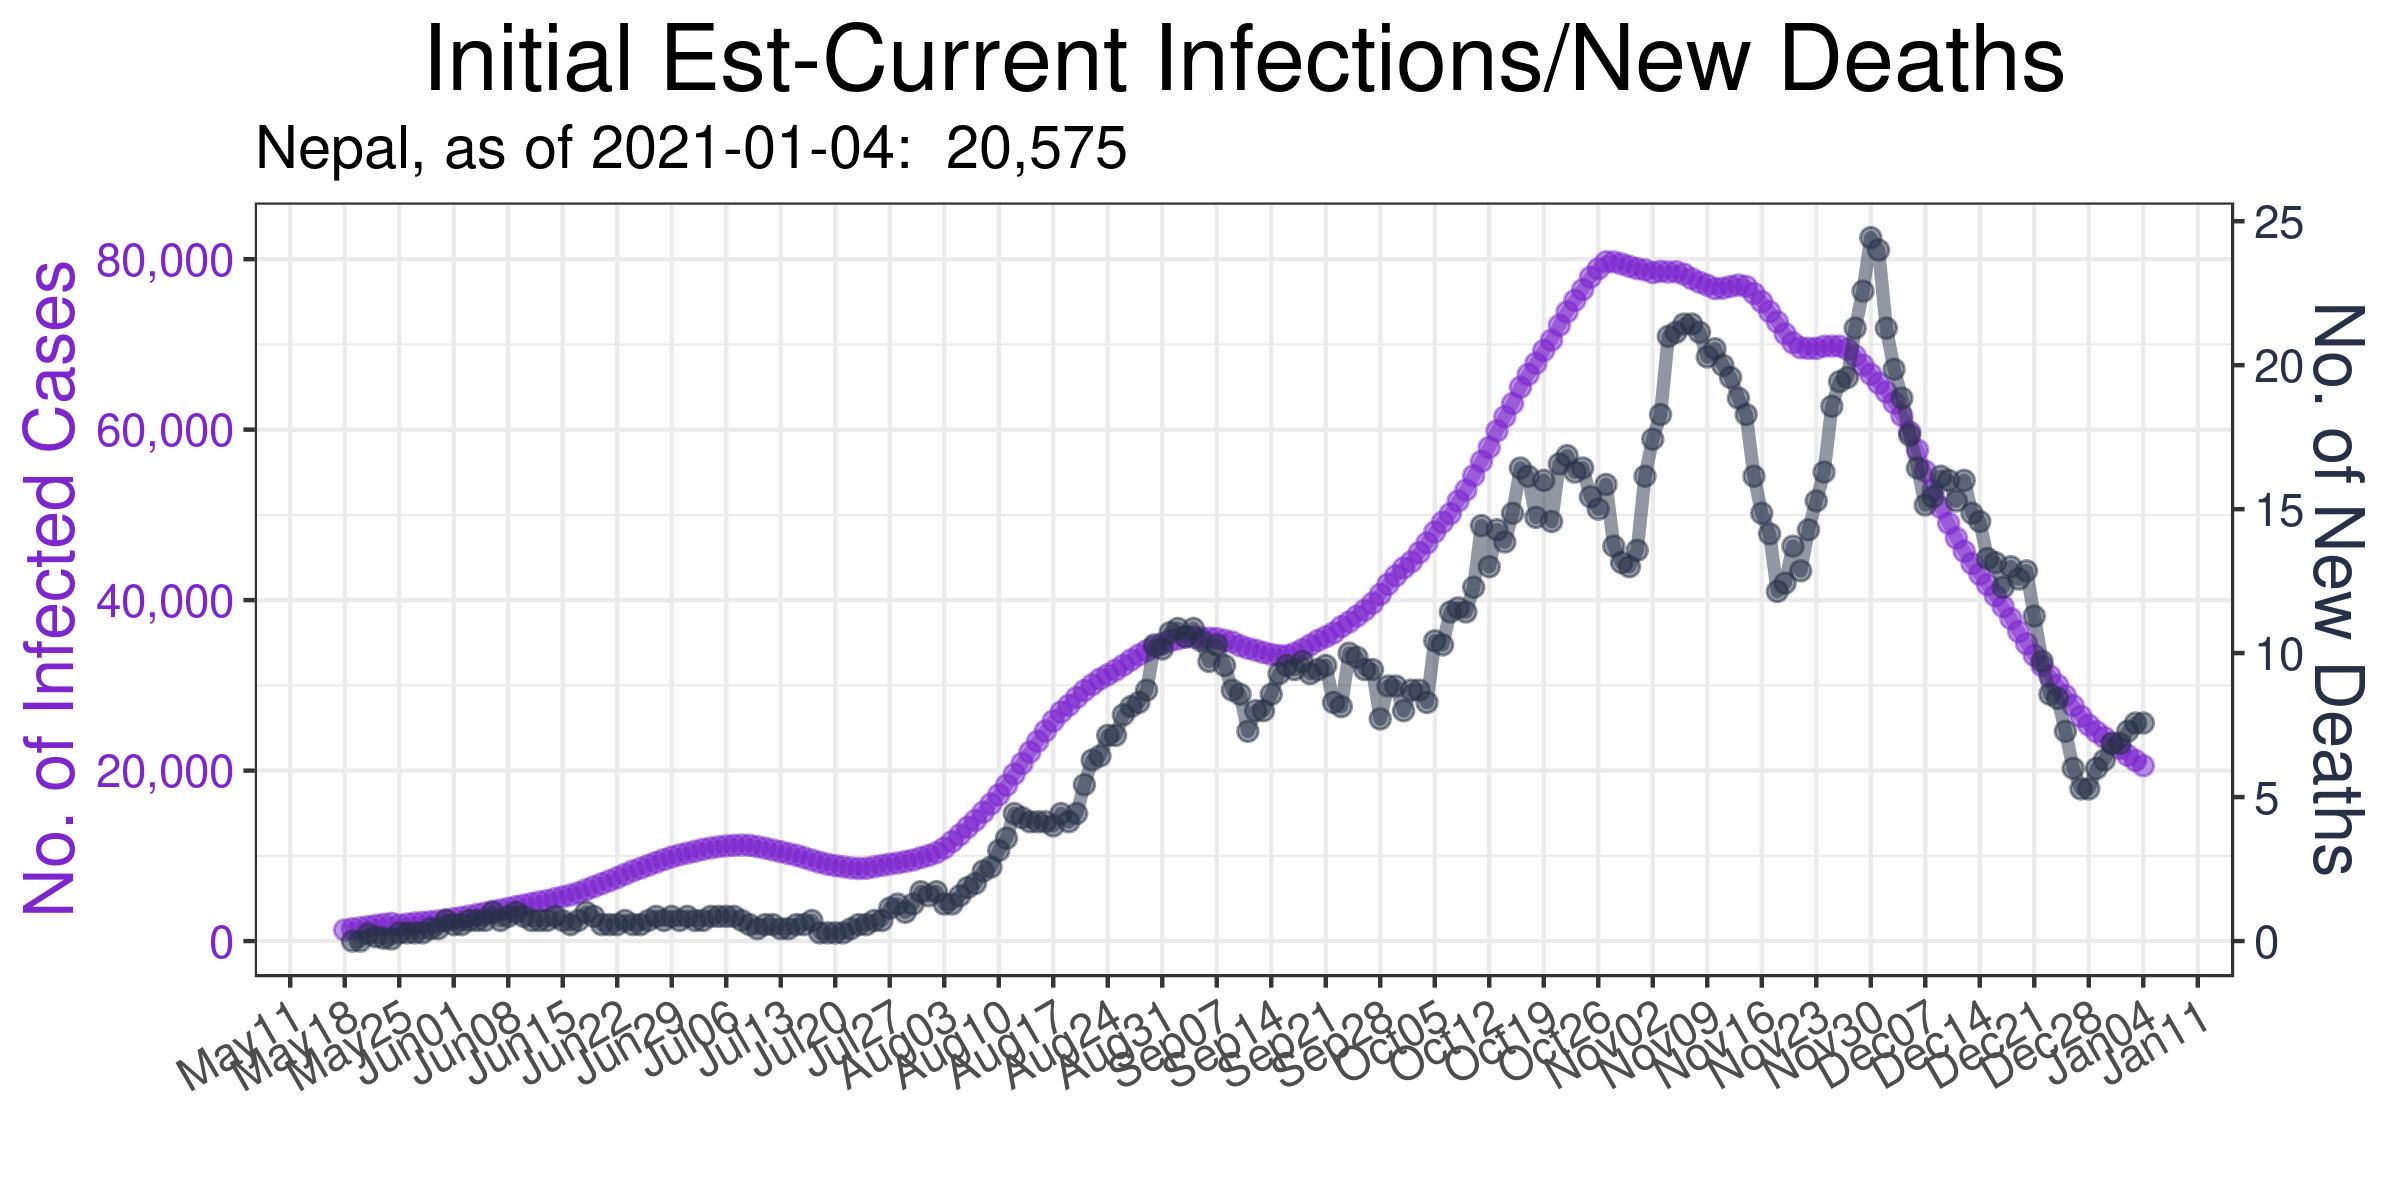 Initial Est-Current Infections/New Deaths
Nepal, as of 2021-01-04:  20,575
No. of Infected Cases
80,000
60,000
40,000
20,000
0
25
20
15
10
5
0
No. of New Deaths
May11
May18
May25
Jun01
Jun08
Jun15
Jun22
Jun29
Jul06
Jul13
Jul20
Jul27
Aug03
Aug10
Aug17
Aug24
Aug31
Sep07
Sep14
Sep21
Sep28
Oct05
Oct12
Oct19
Oct26
Nov02
Nov09
Nov16
Nov23
Nov30
Dec07
Dec14
Dec21
Dec28
Jan04
Jan11